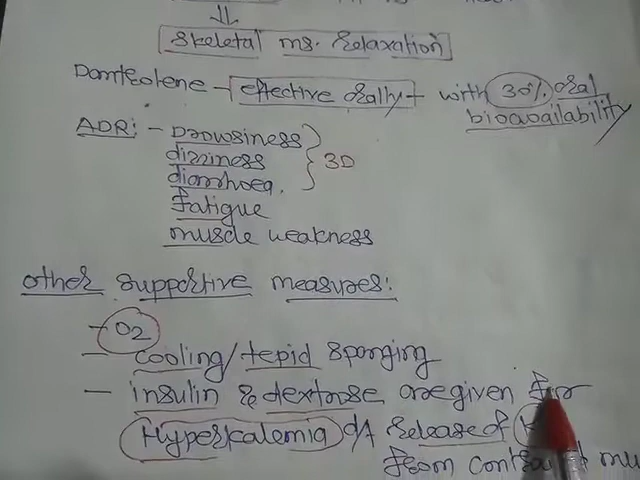 ⇓
Skeletal ms. Relaxation
Dantrolene - effective orally + with 30% oral
bioavailability
ADR: - Drowsiness
dizziness } 3D
diarrhoea.
fatigue
muscle weakness
other supportive measures:
- O2
- cooling/tepid sponging
- insulin & dextrose are given for
Hyperkalemia d/t Release of
from